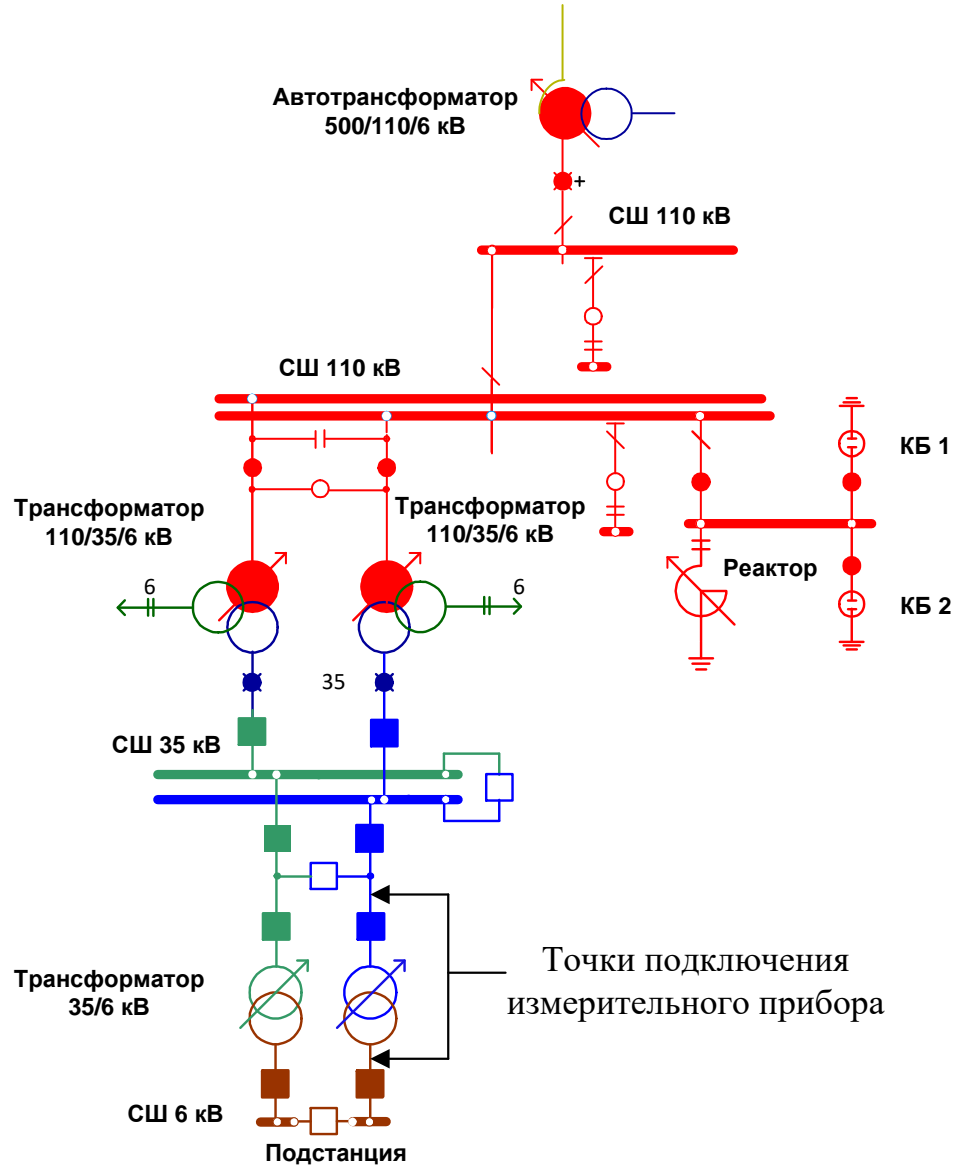 Автотрансформатор
500/110/6 кВ
+
СШ 110 кВ
СШ 110 кВ
КБ 1
Трансформатор
110/35/6 кВ
Трансформатор
110/35/6 кВ
Реактор
6
6
КБ 2
35
СШ 35 кВ
Трансформатор
35/6 кВ
Точки подключения
измерительного прибора
СШ 6 кВ
Подстанция